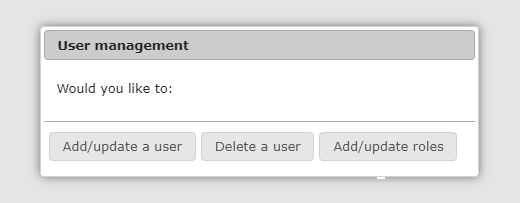 User management
Would you like to:
Add/update a user Delete a user Add/update roles